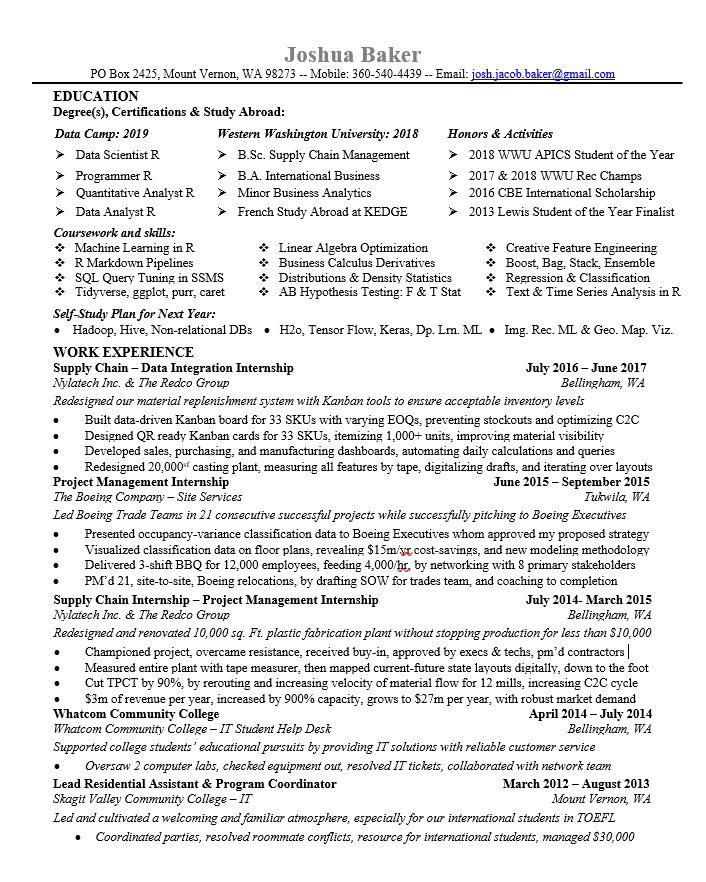 Joshua Baker
PO Box 2425, Mount Vernon, WA 98273 -- Mobile: 360-540-4439 -- Email: josh.jacob.baker@gmail.com
EDUCATION
Degree(s), Certifications & Study Abroad:
Data Camp: 2019 Western Washington University: 2018 Honors & Activities
➢ Data Scientist R ➢ B.Sc. Supply Chain Management ➢ 2018 WWU APICS Student of the Year
➢ Programmer R ➢ B.A. International Business ➢ 2017 & 2018 WWU Rec Champs
➢ Quantitative Analyst R ➢ Minor Business Analytics ➢ 2016 CBE International Scholarship
➢ Data Analyst R ➢ French Study Abroad at KEDGE ➢ 2013 Lewis Student of the Year Finalist
Coursework and skills:
❖ Machine Learning in R ❖ Linear Algebra Optimization ❖ Creative Feature Engineering
❖ R Markdown Pipelines ❖ Business Calculus Derivatives ❖ Boost, Bag, Stack, Ensemble
❖ SQL Query Tuning in SSMS ❖ Distributions & Density Statistics ❖ Regression & Classification
❖ Tidyverse, ggplot, purr, caret ❖ AB Hypothesis Testing: F & T Stat ❖ Text & Time Series Analysis in R
Self-Study Plan for Next Year:
• Hadoop, Hive, Non-relational DBs • H2o, Tensor Flow, Keras, Dp. Lrn. ML • Img. Rec. ML & Geo. Map. Viz.
WORK EXPERIENCE
Supply Chain – Data Integration Internship July 2016 – June 2017
Nylatech Inc. & The Redco Group Bellingham, WA
Redesigned our material replenishment system with Kanban tools to ensure acceptable inventory levels
• Built data-driven Kanban board for 33 SKUs with varying EOQs, preventing stockouts and optimizing C2C
• Designed QR ready Kanban cards for 33 SKUs, itemizing 1,000+ units, improving material visibility
• Developed sales, purchasing, and manufacturing dashboards, automating daily calculations and queries
• Redesigned 20,000sf casting plant, measuring all features by tape, digitalizing drafts, and iterating over layouts
Project Management Internship June 2015 – September 2015
The Boeing Company – Site Services Tukwila, WA
Led Boeing Trade Teams in 21 consecutive successful projects while successfully pitching to Boeing Executives
• Presented occupancy-variance classification data to Boeing Executives whom approved my proposed strategy
• Visualized classification data on floor plans, revealing $15m/yr cost-savings, and new modeling methodology
• Delivered 3-shift BBQ for 12,000 employees, feeding 4,000/hr, by networking with 8 primary stakeholders
• PM'd 21, site-to-site, Boeing relocations, by drafting SOW for trades team, and coaching to completion
Supply Chain Internship – Project Management Internship July 2014- March 2015
Nylatech Inc. & The Redco Group Bellingham, WA
Redesigned and renovated 10,000 sq. Ft. plastic fabrication plant without stopping production for less than $10,000
• Championed project, overcame resistance, received buy-in, approved by execs & techs, pm'd contractors
• Measured entire plant with tape measurer, then mapped current-future state layouts digitally, down to the foot
• Cut TPCT by 90%, by rerouting and increasing velocity of material flow for 12 mills, increasing C2C cycle
• $3m of revenue per year, increased by 900% capacity, grows to $27m per year, with robust market demand
Whatcom Community College April 2014 – July 2014
Whatcom Community College – IT Student Help Desk Bellingham, WA
Supported college students' educational pursuits by providing IT solutions with reliable customer service
• Oversaw 2 computer labs, checked equipment out, resolved IT tickets, collaborated with network team
Lead Residential Assistant & Program Coordinator March 2012 – August 2013
Skagit Valley Community College – IT Mount Vernon, WA
Led and cultivated a welcoming and familiar atmosphere, especially for our international students in TOEFL
• Coordinated parties, resolved roommate conflicts, resource for international students, managed $30,000